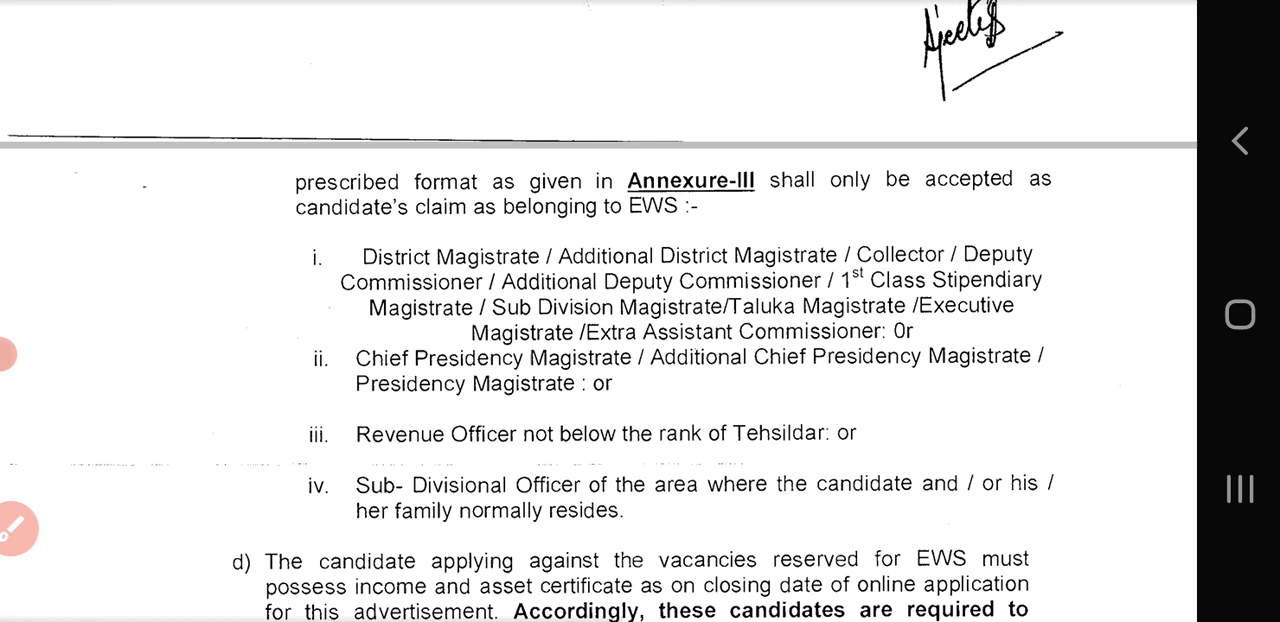 prescribed format as given in Annexure-III shall only be accepted as
candidate's claim as belonging to EWS :-
i. District Magistrate / Additional District Magistrate / Collector / Deputy
Commissioner / Additional Deputy Commissioner / 1st Class Stipendiary
Magistrate / Sub Division Magistrate/Taluka Magistrate /Executive
Magistrate /Extra Assistant Commissioner: Or
ii. Chief Presidency Magistrate / Additional Chief Presidency Magistrate /
Presidency Magistrate : or
iii. Revenue Officer not below the rank of Tehsildar: or
iv. Sub- Divisional Officer of the area where the candidate and / or his /
her family normally resides.
d) The candidate applying against the vacancies reserved for EWS must
possess income and asset certificate as on closing date of online application
for this advertisement. Accordingly, these candidates are required to